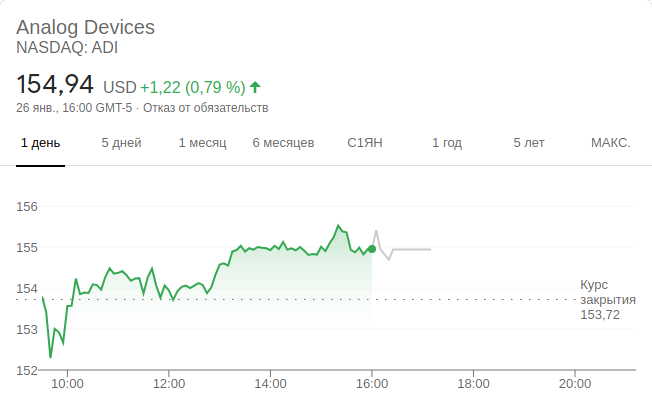 Analog Devices
NASDAQ: ADI
154,94 USD +1,22 (0,79 %)
26 янв., 16:00 GMT-5 · Отказ от обязательств
1 день 5 дней 1 месяц 6 месяцев С1ЯН 1 год 5 лет МАКС.
156
155
154
153
152
Курс
закрытия
153,72
10:00 12:00 14:00 16:00 18:00 20:00